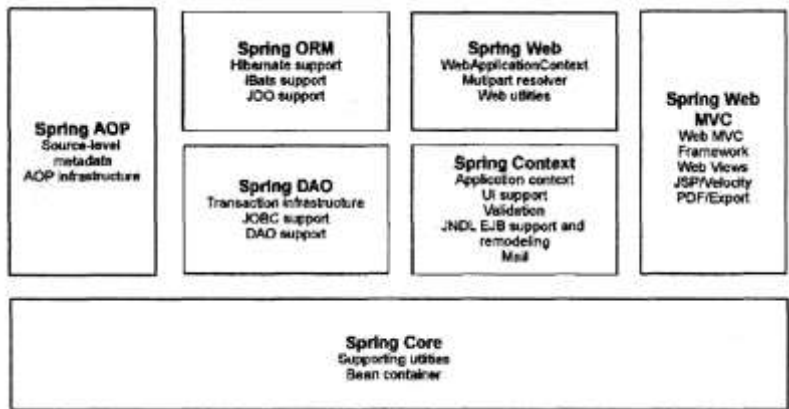 Spring AOP
Source-level
metadata
AOP infrastructure
Spring ORM
Hibernate support
iBats support
JOO support
Spring Web
WebApplicationContext
Mutipart resolver
Web utilities
Spring DAO
Transaction infrastructure
JOBC support
DAO support
Spring Context
Application context
UI support
Validation
JNDL EJB support and
remodeling
Mail
Spring Web
MVC
Web MVC
Framework
Web Views
JSP/Velocity
PDF/Export
Spring Core
Supporting utilities
Bean container